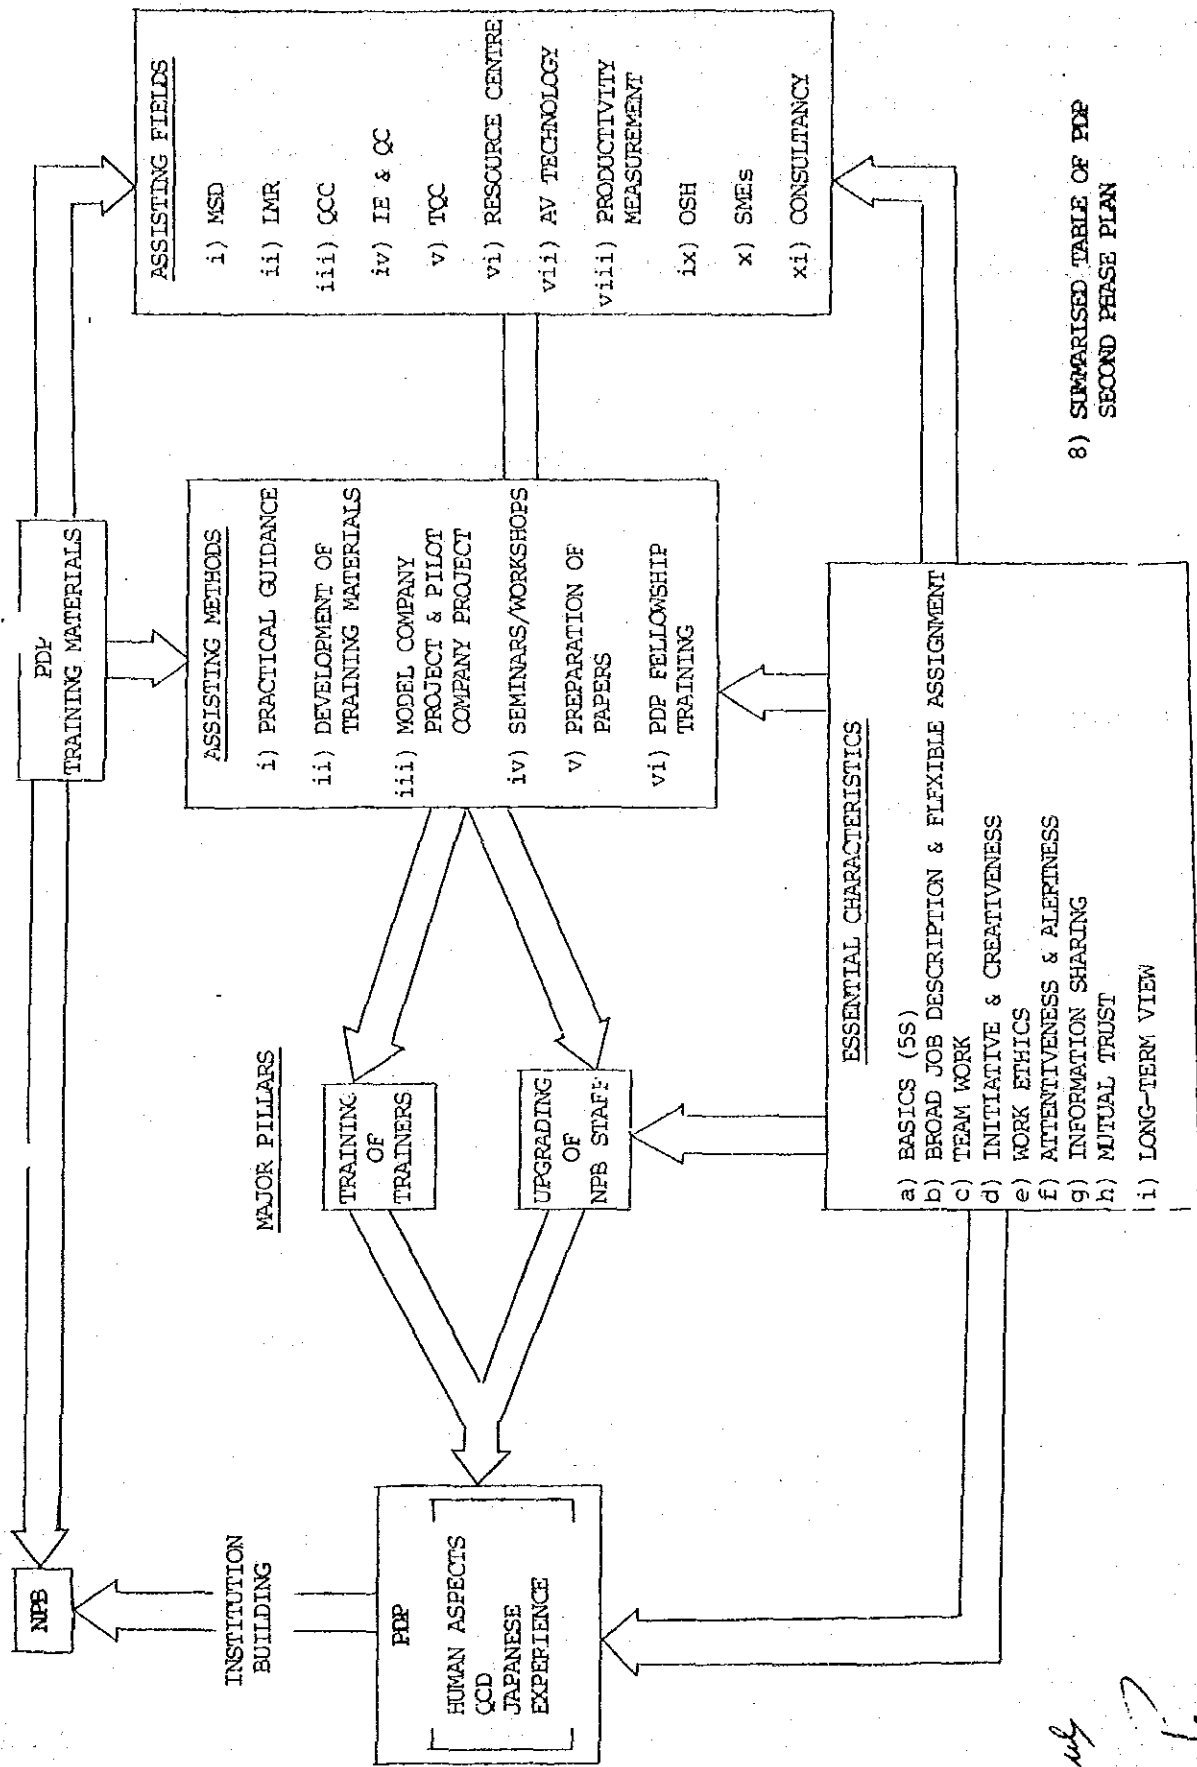 NPB
INSTITUTION
BUILDING
PDP
HUMAN ASPECTS
QCD
JAPANESE
EXPERIENCE
PDP
TRAINING MATERIALS
MAJOR PILLARS
TRAINING
OF
TRAINERS
UPGRADING
OF
NPB STAFF
ASSISTING METHODS
i) PRACTICAL GUIDANCE
ii) DEVELOPMENT OF
TRAINING MATERIALS
iii) MODEL COMPANY
PROJECT & PILOT
COMPANY PROJECT
iv) SEMINARS/WORKSHOPS
v) PREPARATION OF
PAPERS
vi) PDP FELLOWSHIP
TRAINING
ASSISTING FIELDS
i) MSD
ii) LMR
iii) QCC
iv) IE & QC
v) TQC
vi) RESOURCE CENTRE
vii) AV TECHNOLOGY
viii) PRODUCTIVITY
MEASUREMENT
ix) OSH
x) SMEs
xi) CONSULTANCY
ESSENTIAL CHARACTERISTICS
a) BASICS (5S)
b) BROAD JOB DESCRIPTION & FLEXIBLE ASSIGNMENT
c) TEAM WORK
d) INITIATIVE & CREATIVENESS
e) WORK ETHICS
f) ATTENTIVENESS & ALERTNESS
g) INFORMATION SHARING
h) MUTUAL TRUST
i) LONG-TERM VIEW
8) SUMMARISED TABLE OF PDP
SECOND PHASE PLAN